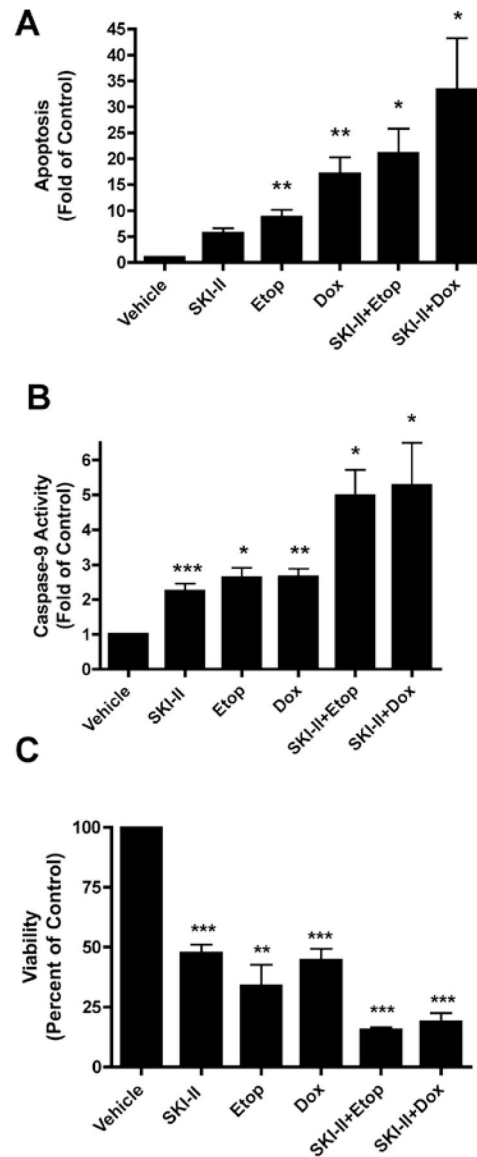 A
Apoptosis
(Fold of Control)
45
40
35
30
25
20
15
10
5
0
**
**
*
*
Vehicle
SKI-II
Etop
Dox
SKI-II+Etop
SKI-II+Dox
B
Caspase-9 Activity
(Fold of Control)
6
5
4
3
2
1
0
***
*
**
*
*
Vehicle
SKI-II
Etop
Dox
SKI-II+Etop
SKI-II+Dox
C
Viability
(Percent of Control)
100
75
50
25
0
***
**
***
***
***
Vehicle
SKI-II
Etop
Dox
SKI-II+Etop
SKI-II+Dox